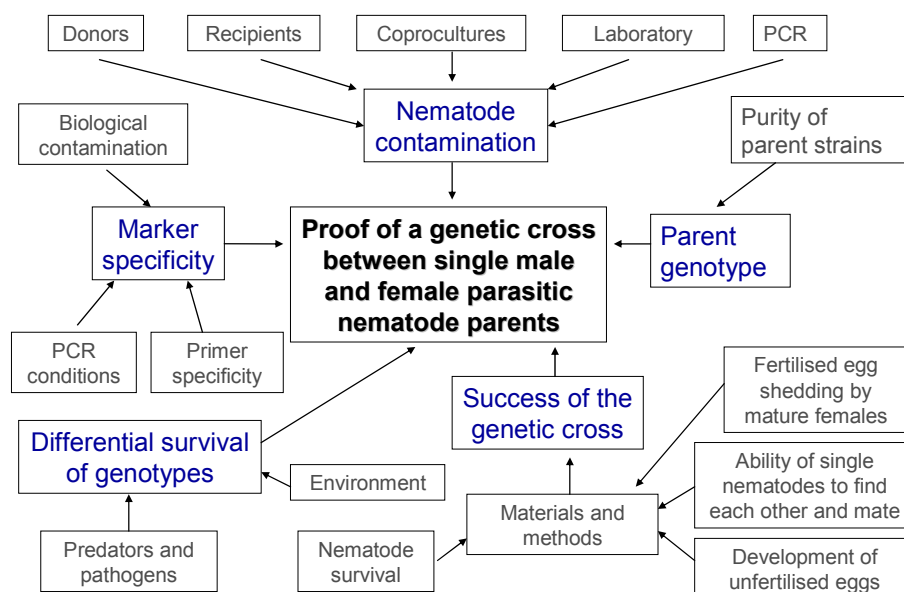 Donors
Recipients
Coprocultures
Laboratory
PCR
Nematode
contamination
Biological
contamination
Purity of
parent strains
Marker
specificity
Proof of a genetic cross
between single male
and female parasitic
nematode parents
Parent
genotype
PCR
conditions
Primer
specificity
Fertilised egg
shedding by
mature females
Success of the
genetic cross
Differential survival
of genotypes
Environment
Ability of single
nematodes to find
each other and mate
Materials and
methods
Predators and
pathogens
Nematode
survival
Development of
unfertilised eggs